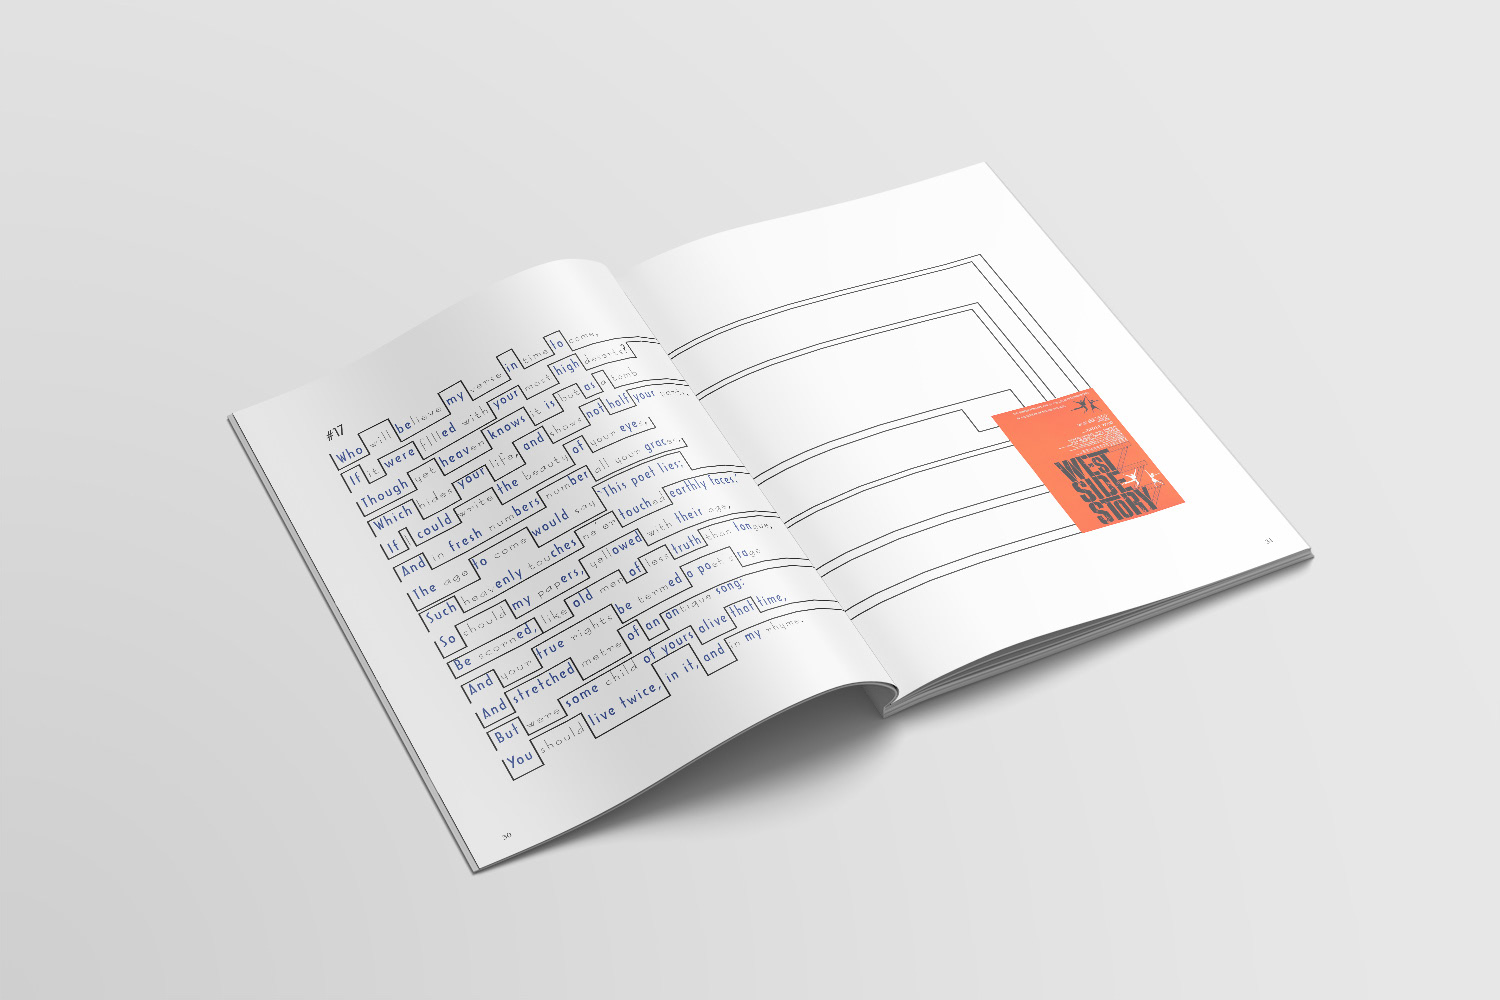 #17
Who will believe my verse in time to come,
If it were filled with your most high deserts?
Though yet heaven knows it is but as a tomb
Which hides your life, and shows not half your
If I could write the beauty of your eyes,
And in fresh numbers number all your graces,
The age to come would say 'This poet lies:
Such heavenly touches ne'er touched earthly faces.'
So should my papers, yellowed with their age,
Be scorned, like old men of less truth than tongue,
And your true rights be termed a poet's rage
And stretched metre of an antique song:
But were some child of yours alive that time,
You should live twice, in it, and in my rhyme.
30
WEST
SIDE
STORY
31